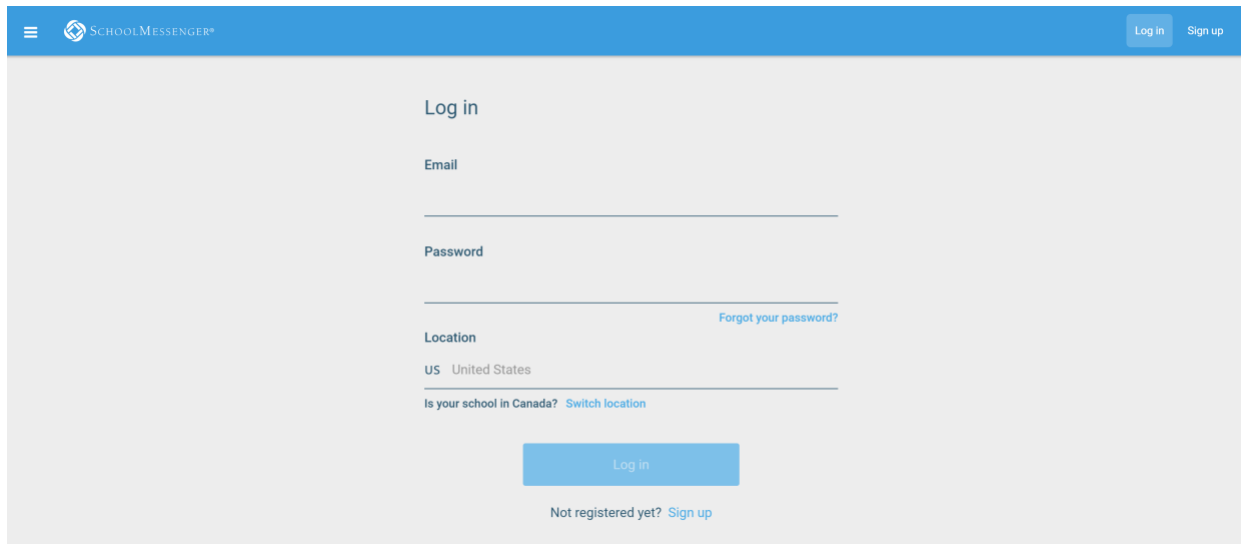 SCHOOLMESSENGER®
Log in Sign up
Log in
Email
Password
Forgot your password?
Location
US United States
Is your school in Canada? Switch location
Log in
Not registered yet? Sign up